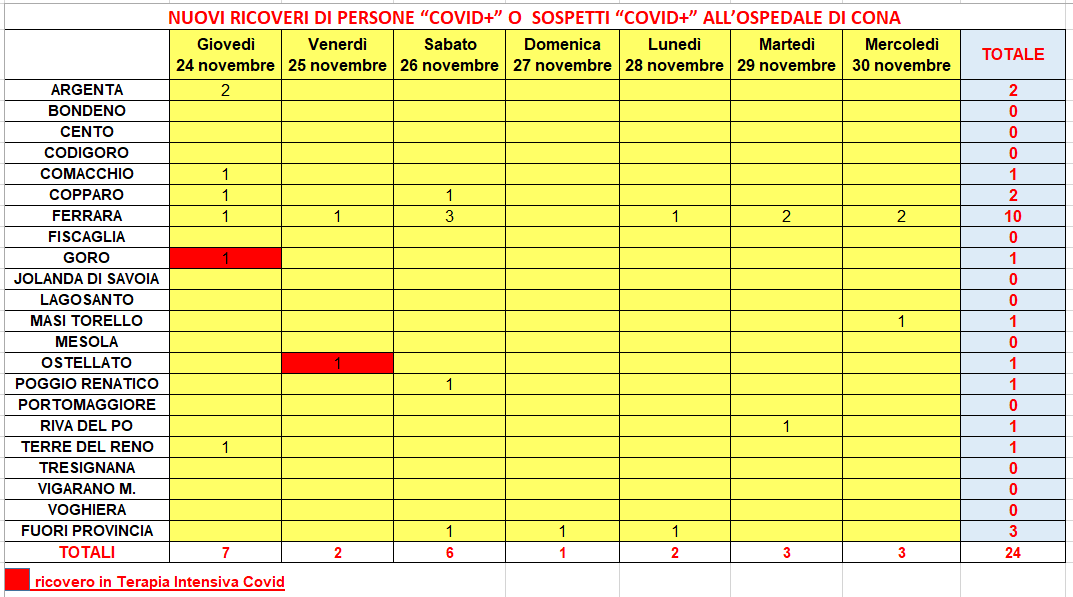 NUOVI RICOVERI DI PERSONE “COVID+” O SOSPETTI “COVID+” ALL’OSPEDALE DI CONA
Giovedì 24 novembre Venerdì 25 novembre Sabato 26 novembre Domenica 27 novembre Lunedì 28 novembre Martedì 29 novembre Mercoledì 30 novembre TOTALE
ARGENTA 2 2
BONDENO 0
CENTO 0
CODIGORO 0
COMACCHIO 1 1
COPPARO 1 1 2
FERRARA 1 1 3 1 2 2 10
FISCAGLIA 0
GORO 1 1
JOLANDA DI SAVOIA 0
LAGOSANTO 0
MASI TORELLO 1 1
MESOLA 0
OSTELLATO 1 1
POGGIO RENATICO 1 1
PORTOMAGGIORE 0
RIVA DEL PO 1 1
TERRE DEL RENO 1 1
TRESIGNANA 0
VIGARANO M. 0
VOGHIERA 0
FUORI PROVINCIA 1 1 1 3
TOTALI 7 2 6 1 2 3 3 24
ricovero in Terapia Intensiva Covid